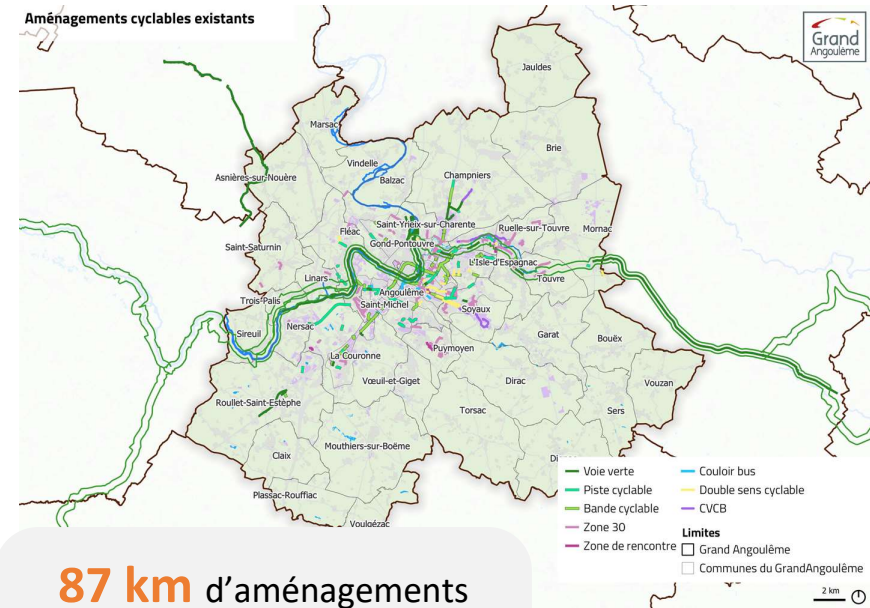 Aménagements cyclables existants
Grand
Angoulême
Jauldes
Marsac
Brie
Vindelle
Champniers
Asnières-sur-Nouère
Balzac
Saint-Yrieix-sur-Charente
Ruelle-sur-Touvre
Mornac
Fléac
Gond-Pontouvre
Saint-Saturnin
L'Isle-d'Espagnac
Linars
Touvre
Trois-Palis
Angoulême
Saint-Michel
Soyaux
Nersac
Sireuil
Garat
Bouëx
La Couronne
Puymoyen
Vœuil-et-Giget
Dirac
Vouzan
Roullet-Saint-Estèphe
Torsac
Sers
Mouthiers-sur-Boëme
Claix
Plassac-Rouffiac
Voulgézac
Voie verte
Piste cyclable
Bande cyclable
Zone 30
Zone de rencontre
Couloir bus
Double sens cyclable
CVCB
Limites
Grand Angoulême
Communes du GrandAngoulême
2 km
87 km d'aménagements